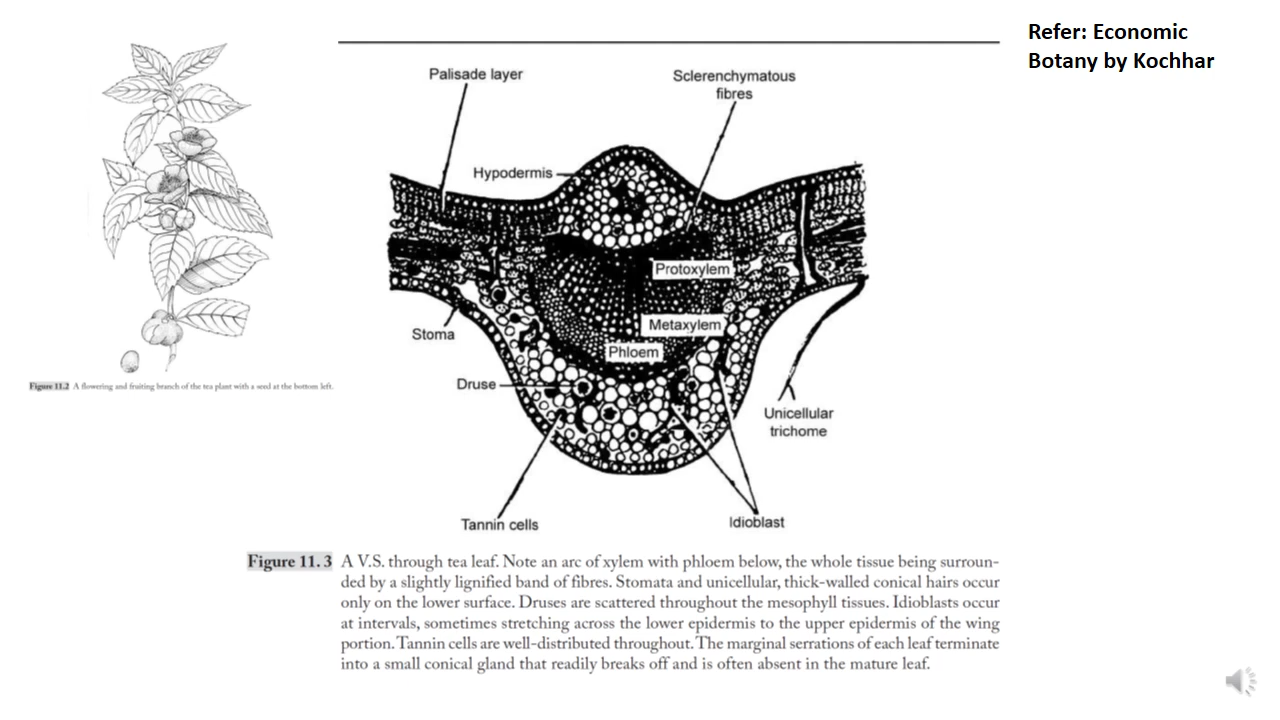 Refer: Economic
Botany by Kochhar
Palisade layer
Sclerenchymatous
fibres
Hypodermis
Protoxylem
Metaxylem
Stoma
Phloem
Druse
Unicellular
trichome
Tannin cells
Idioblast
Figure 11.2 A flowering and fruiting branch of the tea plant with a seed at the bottom left.
Figure 11. 3 A V.S. through tea leaf. Note an arc of xylem with phloem below, the whole tissue being surroun-
ded by a slightly lignified band of fibres. Stomata and unicellular, thick-walled conical hairs occur
only on the lower surface. Druses are scattered throughout the mesophyll tissues. Idioblasts occur
at intervals, sometimes stretching across the lower epidermis to the upper epidermis of the wing
portion. Tannin cells are well-distributed throughout. The marginal serrations of each leaf terminate
into a small conical gland that readily breaks off and is often absent in the mature leaf.